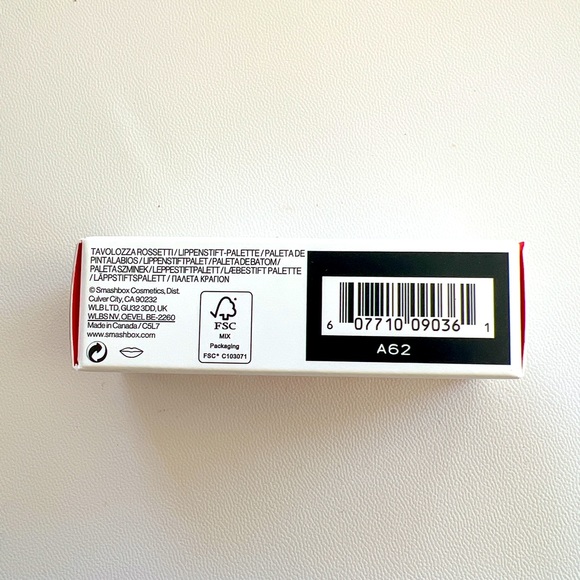 TAVOLOZZA ROSSETTI / LIPPENSTIFT-PALETTE / PALETA DE
PINTALABIOS / LIPPENSTIFTPALET / PALETA DE BATOM /
PALETA SZMINEK / LEPPESTIFTPALETT / LÆBESTIFT PALETTE
/ LÄPPSTIFTSPALETT / ПАЛЕТА КРАПОН
© Smashbox Cosmetics, Dist.
Culver City, CA 90232
WLB LTD, GU32 3DD, UK
WLBS NV, OEVEL BE-2260
Made in Canada / C5L7
www.smashbox.com
FSC
MIX
Packaging
FSC® C103071
6 07710 09036 1
A62